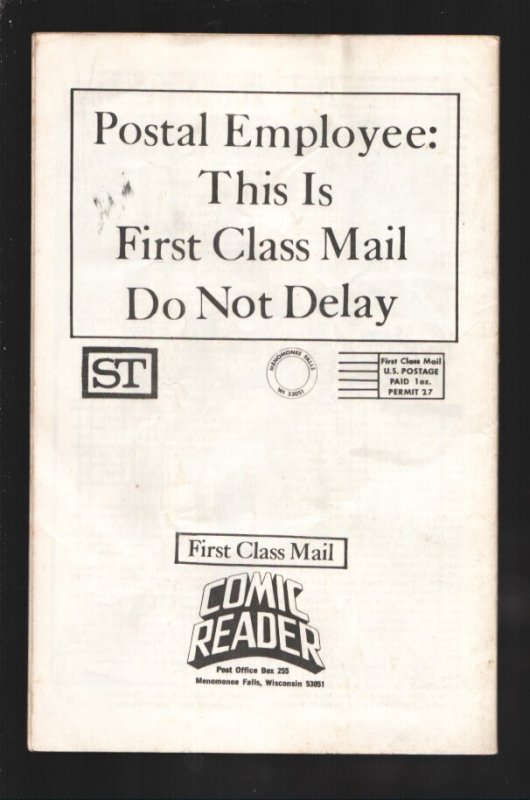 Postal Employee:
This Is
First Class Mail
Do Not Delay
ST
MENOMONEE FALLS
WI 53051
First Class Mail
U.S. POSTAGE
PAID 1oz.
PERMIT 27
First Class Mail
COMIC
READER
Post Office Box 255
Menomonee Falls, Wisconsin 53051